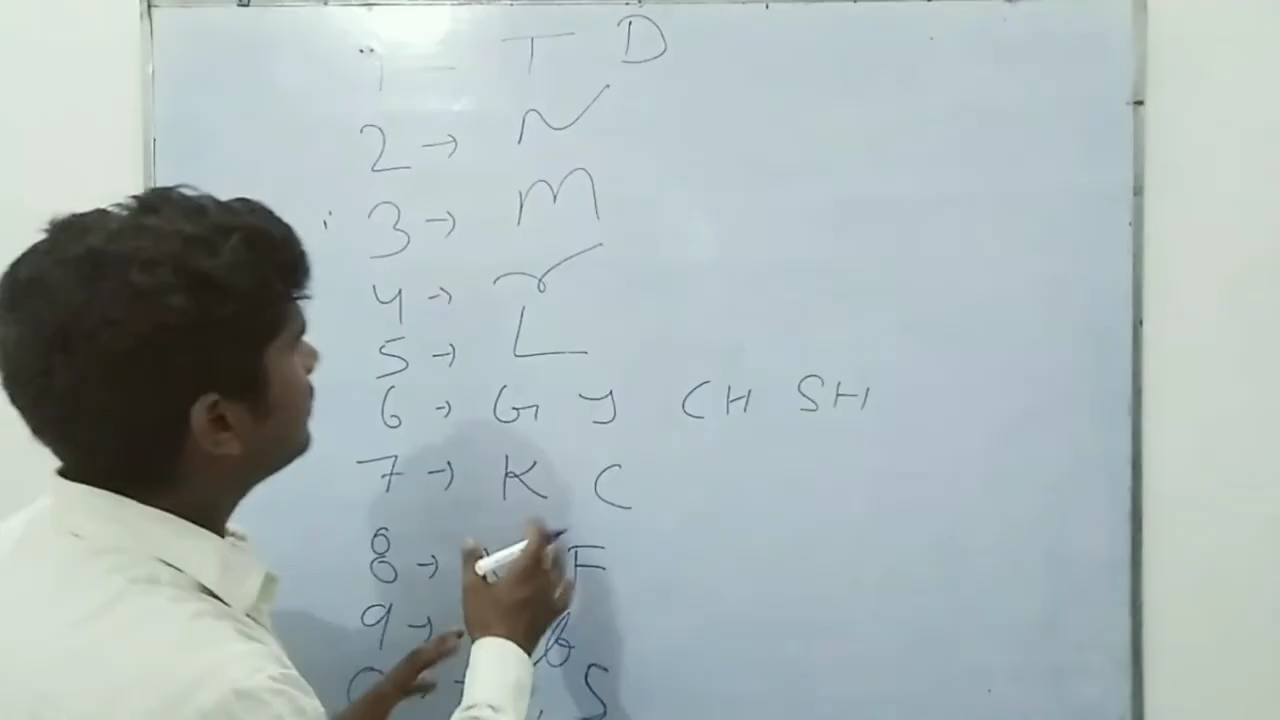 1 - T D
2 → N
3 → M
4 → r
5 → L
6 → G J CH SH
7 → K C
8 → F
9 → b
0 → S